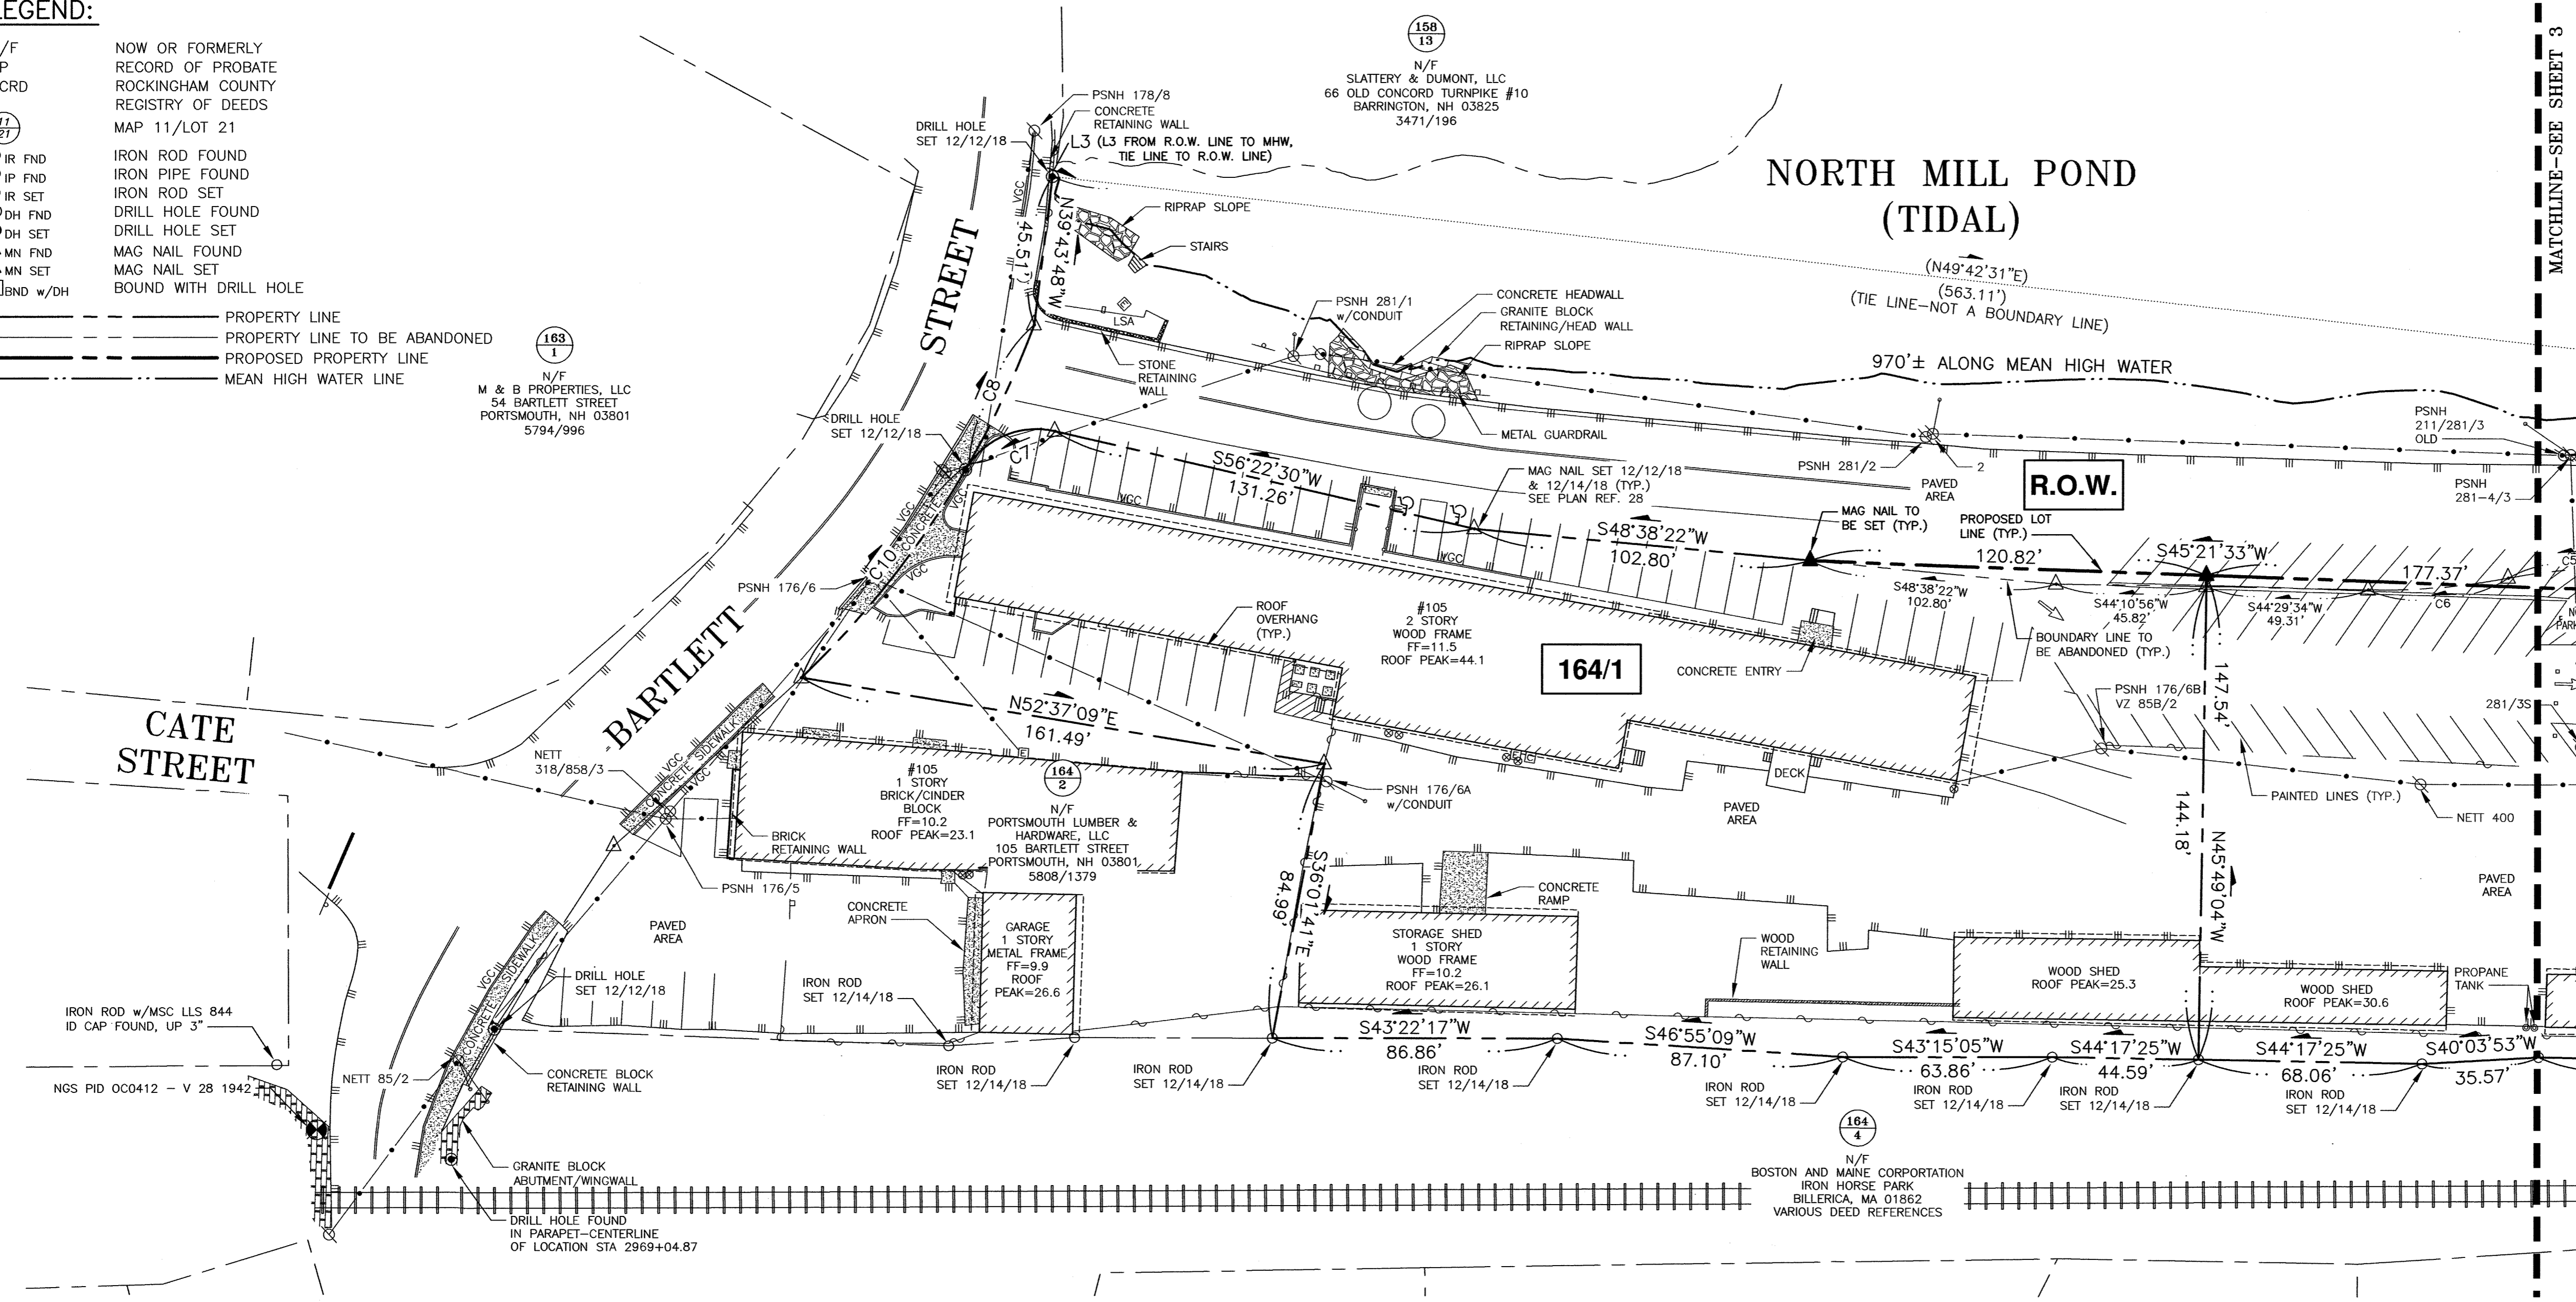 LEGEND:
/F NOW OR FORMERLY
P RECORD OF PROBATE
CRD ROCKINGHAM COUNTY
REGISTRY OF DEEDS
11
21
MAP 11/LOT 21
IR FND IRON ROD FOUND
IP FND IRON PIPE FOUND
IR SET IRON ROD SET
DH FND DRILL HOLE FOUND
DH SET DRILL HOLE SET
MN FND MAG NAIL FOUND
MN SET MAG NAIL SET
BND w/DH BOUND WITH DRILL HOLE
PROPERTY LINE
PROPERTY LINE TO BE ABANDONED
PROPOSED PROPERTY LINE
MEAN HIGH WATER LINE
163
1
N/F
M & B PROPERTIES, LLC
54 BARTLETT STREET
PORTSMOUTH, NH 03801
5794/996
158
13
N/F
SLATTERY & DUMONT, LLC
66 OLD CONCORD TURNPIKE #10
BARRINGTON, NH 03825
3471/196
PSNH 178/8
CONCRETE
RETAINING WALL
DRILL HOLE
SET 12/12/18
L3 (L3 FROM R.O.W. LINE TO MHW,
TIE LINE TO R.O.W. LINE)
NORTH MILL POND
(TIDAL)
MATCHLINE-SEE SHEET 3
(N49°42'31"E)
(563.11')
(TIE LINE-NOT A BOUNDARY LINE)
970'± ALONG MEAN HIGH WATER
VGC
N39°43'48"W
45.51')
RIPRAP SLOPE
STAIRS
E
LSA
STONE
RETAINING
WALL
PSNH 281/1
w/CONDUIT
CONCRETE HEADWALL
GRANITE BLOCK
RETAINING/HEAD WALL
RIPRAP SLOPE
METAL GUARDRAIL
PSNH 281/2
2
PAVED
AREA
R.O.W.
PSNH
211/281/3
OLD
PSNH
281-4/3
BARTLETT STREET
C8
C7
C10
DRILL HOLE
SET 12/12/18
VGC
CONCRETE
VGC
VGC
PSNH 176/6
S56°22'30"W
131.26'
VGC
MAG NAIL SET 12/12/18
& 12/14/18 (TYP.)
SEE PLAN REF. 28
VGC
S48°38'22"W
102.80'
MAG NAIL TO
BE SET (TYP.)
PROPOSED LOT
LINE (TYP.)
120.82'
S45°21'33"W
177.37'
C5
S48°38'22"W
102.80'
S44°10'56"W
45.82'
S44°29'34"W
49.31'
C6
BOUNDARY LINE TO
BE ABANDONED (TYP.)
147.54'
PSNH 176/6B
VZ 85B/2
281/3S
PAINTED LINES (TYP.)
NETT 400
144.18'
N45°49'04"W
PAVED
AREA
ROOF
OVERHANG
(TYP.)
#105
2 STORY
WOOD FRAME
FF=11.5
ROOF PEAK=44.1
164/1
CONCRETE ENTRY
DECK
PAVED
AREA
CATE
STREET
NETT
318/858/3
VGC
CONCRETE SIDEWALK
VGC
N52°37'09"E
161.49'
E
#105
1 STORY
BRICK/CINDER
BLOCK
FF=10.2
ROOF PEAK=23.1
164
2
N/F
PORTSMOUTH LUMBER &
HARDWARE, LLC
105 BARTLETT STREET
PORTSMOUTH, NH 03801
5808/1379
PSNH 176/6A
w/CONDUIT
BRICK
RETAINING WALL
PSNH 176/5
PAVED
AREA
CONCRETE
APRON
GARAGE
1 STORY
METAL FRAME
FF=9.9
ROOF
PEAK=26.6
S36°01'41"E
84.99'
STORAGE SHED
1 STORY
WOOD FRAME
FF=10.2
ROOF PEAK=26.1
CONCRETE
RAMP
WOOD
RETAINING
WALL
WOOD SHED
ROOF PEAK=25.3
WOOD SHED
ROOF PEAK=30.6
PROPANE
TANK
VGC
CONCRETE SIDEWALK
DRILL HOLE
SET 12/12/18
IRON ROD
SET 12/14/18
IRON ROD w/MSC LLS 844
ID CAP FOUND, UP 3"
NETT 85/2
CONCRETE BLOCK
RETAINING WALL
NGS PID OC0412 - V 28 1942
IRON ROD
SET 12/14/18
IRON ROD
SET 12/14/18
S43°22'17"W
86.86'
IRON ROD
SET 12/14/18
S46°55'09"W
87.10'
IRON ROD
SET 12/14/18
S43°15'05"W
63.86'
IRON ROD
SET 12/14/18
S44°17'25"W
44.59'
IRON ROD
SET 12/14/18
S44°17'25"W
68.06'
IRON ROD
SET 12/14/18
S40°03'53"W
35.57'
GRANITE BLOCK
ABUTMENT/WINGWALL
DRILL HOLE FOUND
IN PARAPET-CENTERLINE
OF LOCATION STA 2969+04.87
164
4
N/F
BOSTON AND MAINE CORPORTATION
IRON HORSE PARK
BILLERICA, MA 01862
VARIOUS DEED REFERENCES